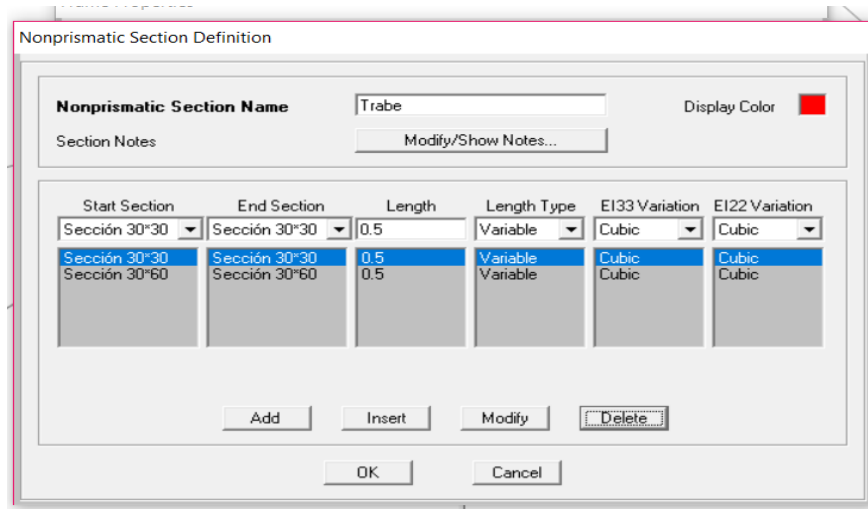 Nonprismatic Section Definition
Nonprismatic Section Name Trabe Display Color
Section Notes Modify/Show Notes...
Start Section End Section Length Length Type EI33 Variation EI22 Variation
Sección 30*30 Sección 30*30 0.5 Variable Cubic Cubic
Sección 30*30 Sección 30*30 0.5 Variable Cubic Cubic
Sección 30*60 Sección 30*60 0.5 Variable Cubic Cubic
Add Insert Modify Delete
OK Cancel